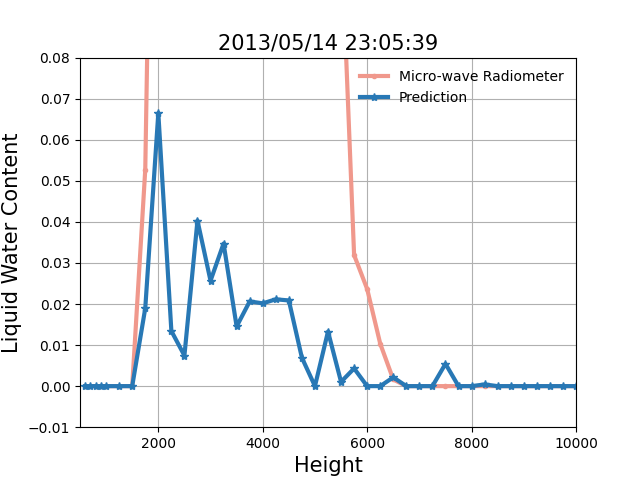 2013/05/14 23:05:39
Liquid Water Content
0.08
0.07
0.06
0.05
0.04
0.03
0.02
0.01
0.00
−0.01
Micro-wave Radiometer
Prediction
2000 4000 6000 8000 10000
Height